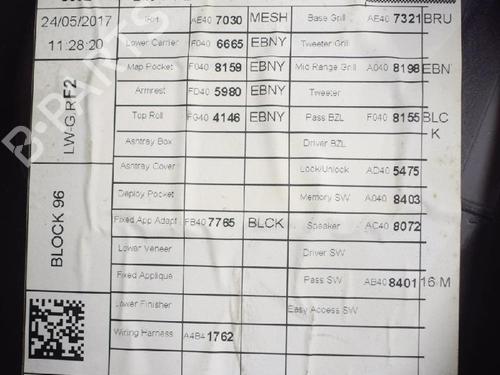 24/05/2017
11:28:20
LW-G.RF2
BLOCK 96
AE40 7030 MESH Base Grill AE40 7321 BRU
Lower Carrier F040 6665 EBNY Tweeter Grill
Map Pocket F040 8159 EBNY Mid Range Grill A040 8198 EBN
Armrest FD40 5980 EBNY Tweeter
Top Roll FG40 4146 EBNY Pass BZL F040 8155 BLC
K
Ashtray Box Driver BZL
Ashtray Cover Lock/Unlock AD40 5475
Deploy Pocket Memory SW A040 8403
Fixed App Adapt FB40 7765 BLCK Speaker AC40 8072
Lower Veneer Driver SW
Fixed Applique Pass SW AB40 8401 16 M
Lower Finisher Easy Access SW
Wiring Harness A4B4 1762
B-PARTS